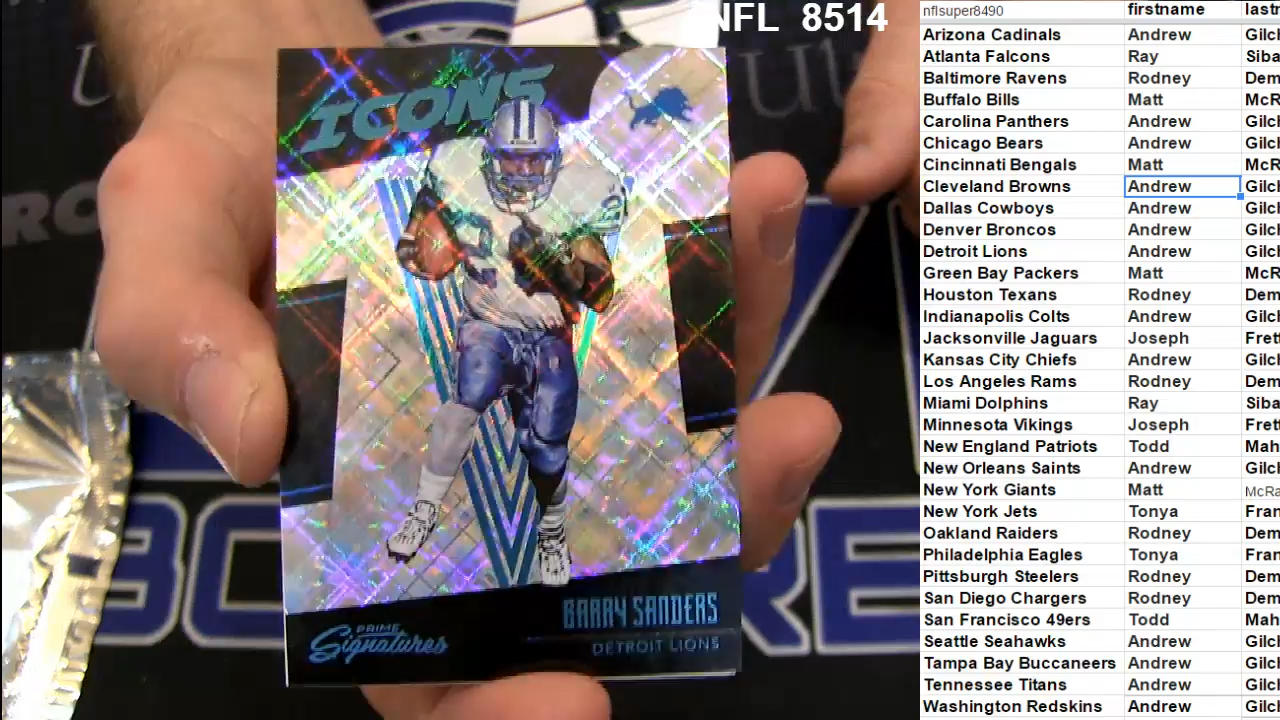 NFL 8514
ICONS
BARRY SANDERS
DETROIT LIONS
PRIME
Signatures
nflsuper8490 firstname
Arizona Cadinals Andrew
Atlanta Falcons Ray
Baltimore Ravens Rodney
Buffalo Bills Matt
Carolina Panthers Andrew
Chicago Bears Andrew
Cincinnati Bengals Matt
Cleveland Browns Andrew
Dallas Cowboys Andrew
Denver Broncos Andrew
Detroit Lions Andrew
Green Bay Packers Matt
Houston Texans Rodney
Indianapolis Colts Andrew
Jacksonville Jaguars Joseph
Kansas City Chiefs Andrew
Los Angeles Rams Rodney
Miami Dolphins Ray
Minnesota Vikings Joseph
New England Patriots Todd
New Orleans Saints Andrew
New York Giants Matt
New York Jets Tonya
Oakland Raiders Rodney
Philadelphia Eagles Tonya
Pittsburgh Steelers Rodney
San Diego Chargers Rodney
San Francisco 49ers Todd
Seattle Seahawks Andrew
Tampa Bay Buccaneers Andrew
Tennessee Titans Andrew
Washington Redskins Andrew